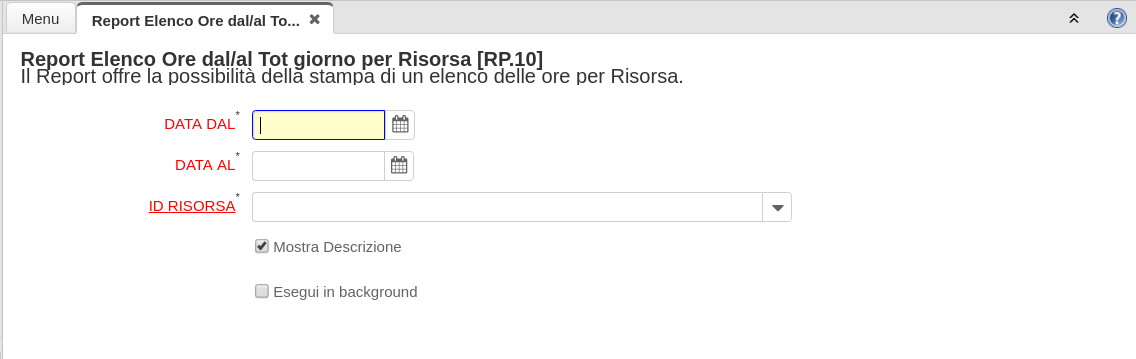 Menu
Report Elenco Ore dal/al To...
Report Elenco Ore dal/al Tot giorno per Risorsa [RP.10]
Il Report offre la possibilità della stampa di un elenco delle ore per Risorsa.
DATA DAL*
DATA AL*
ID RISORSA*
Mostra Descrizione
Esegui in background